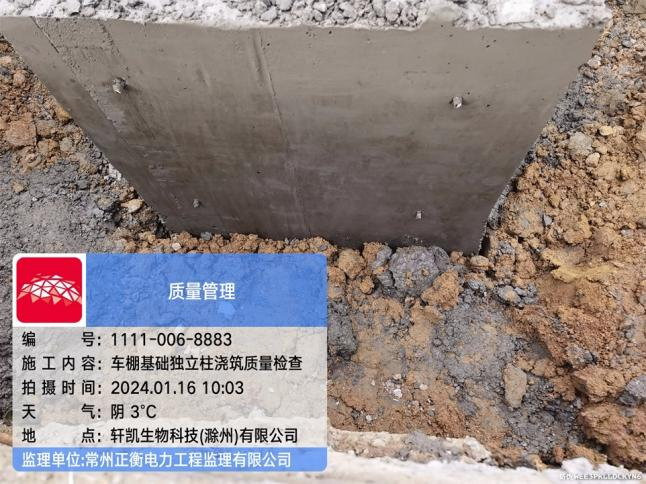 质量管理
编 号：1111-006-8883
施工内容：车棚基础独立柱浇筑质量检查
拍摄时间：2024.01.16 10:03
天 气：阴 3℃
地 点：轩凯生物科技(滁州)有限公司
监理单位:常州正衡电力工程监理有限公司